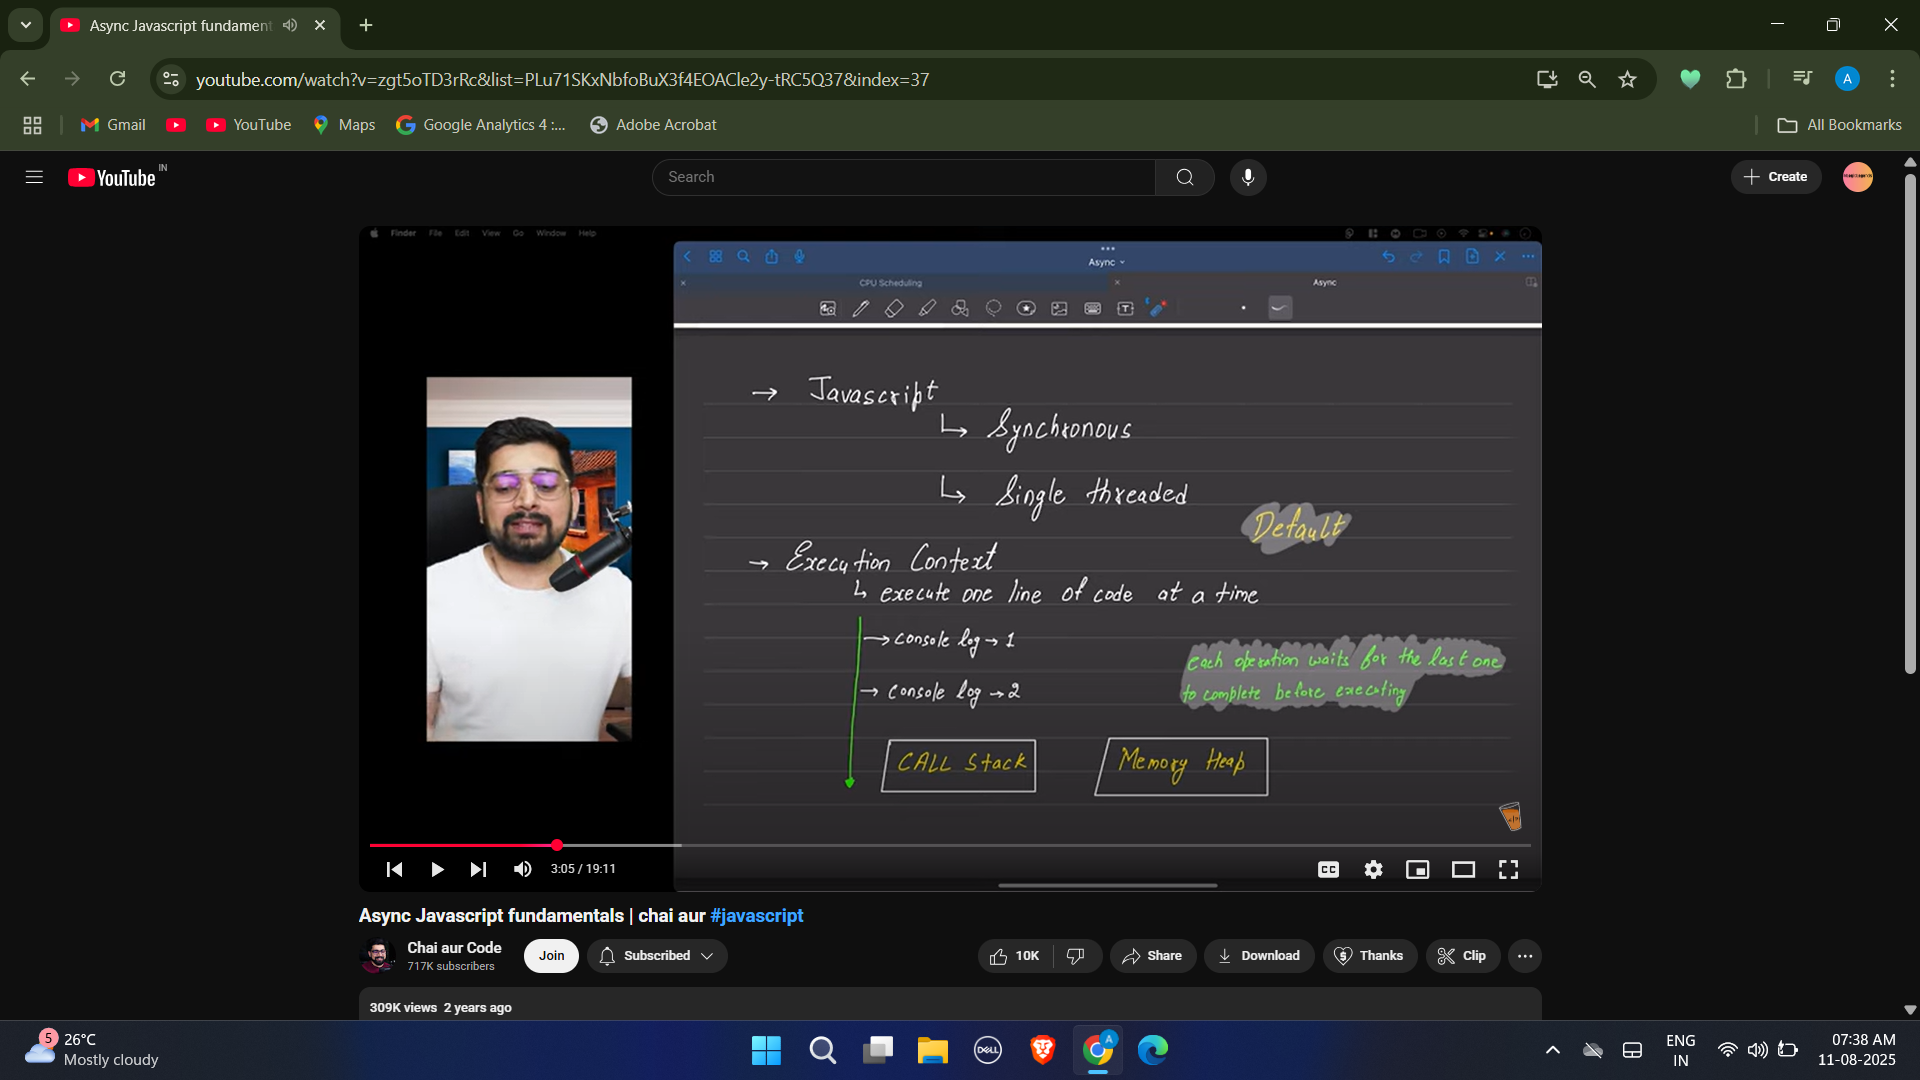 Async Javascript fundament
youtube.com/watch?v=zgt5oTD3rRc&list=PLu71SKxNbfoBuX3f4EOACle2y-tRC5Q37&index=37
A
Gmail
YouTube
Maps
Google Analytics 4 :...
Adobe Acrobat
All Bookmarks
YouTube IN
Search
Create
Finder File Edit View Go Window Help
Async
CPU Scheduling
Async
→ Javascript
↳ Synchronous
↳ Single threaded
Default
→ Execution Context
↳ execute one line of code at a time
→ console log → 1
→ console log → 2
each operation waits for the last one
to complete before executing
CALL Stack
Memory Heap
3:05 / 19:11
CC
Async Javascript fundamentals | chai aur #javascript
Chai aur Code
717K subscribers
Join
Subscribed
10K
Share
Download
Thanks
Clip
309K views 2 years ago
5
26°C
Mostly cloudy
DELL
A
ENG
IN
07:38 AM
11-08-2025